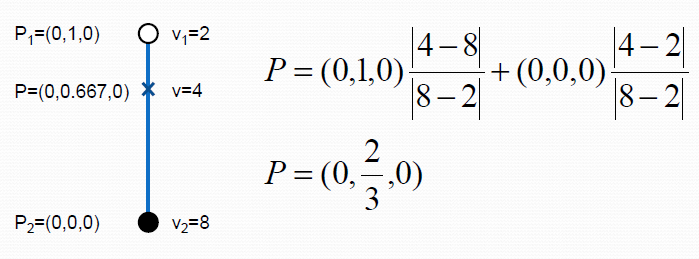 P₁=(0,1,0) v₁=2
P=(0,0.667,0) v=4
P₂=(0,0,0) v₂=8
P = (0,1,0) |4 − 8| / |8 − 2| + (0,0,0) |4 − 2| / |8 − 2|
P = (0, 2/3 ,0)